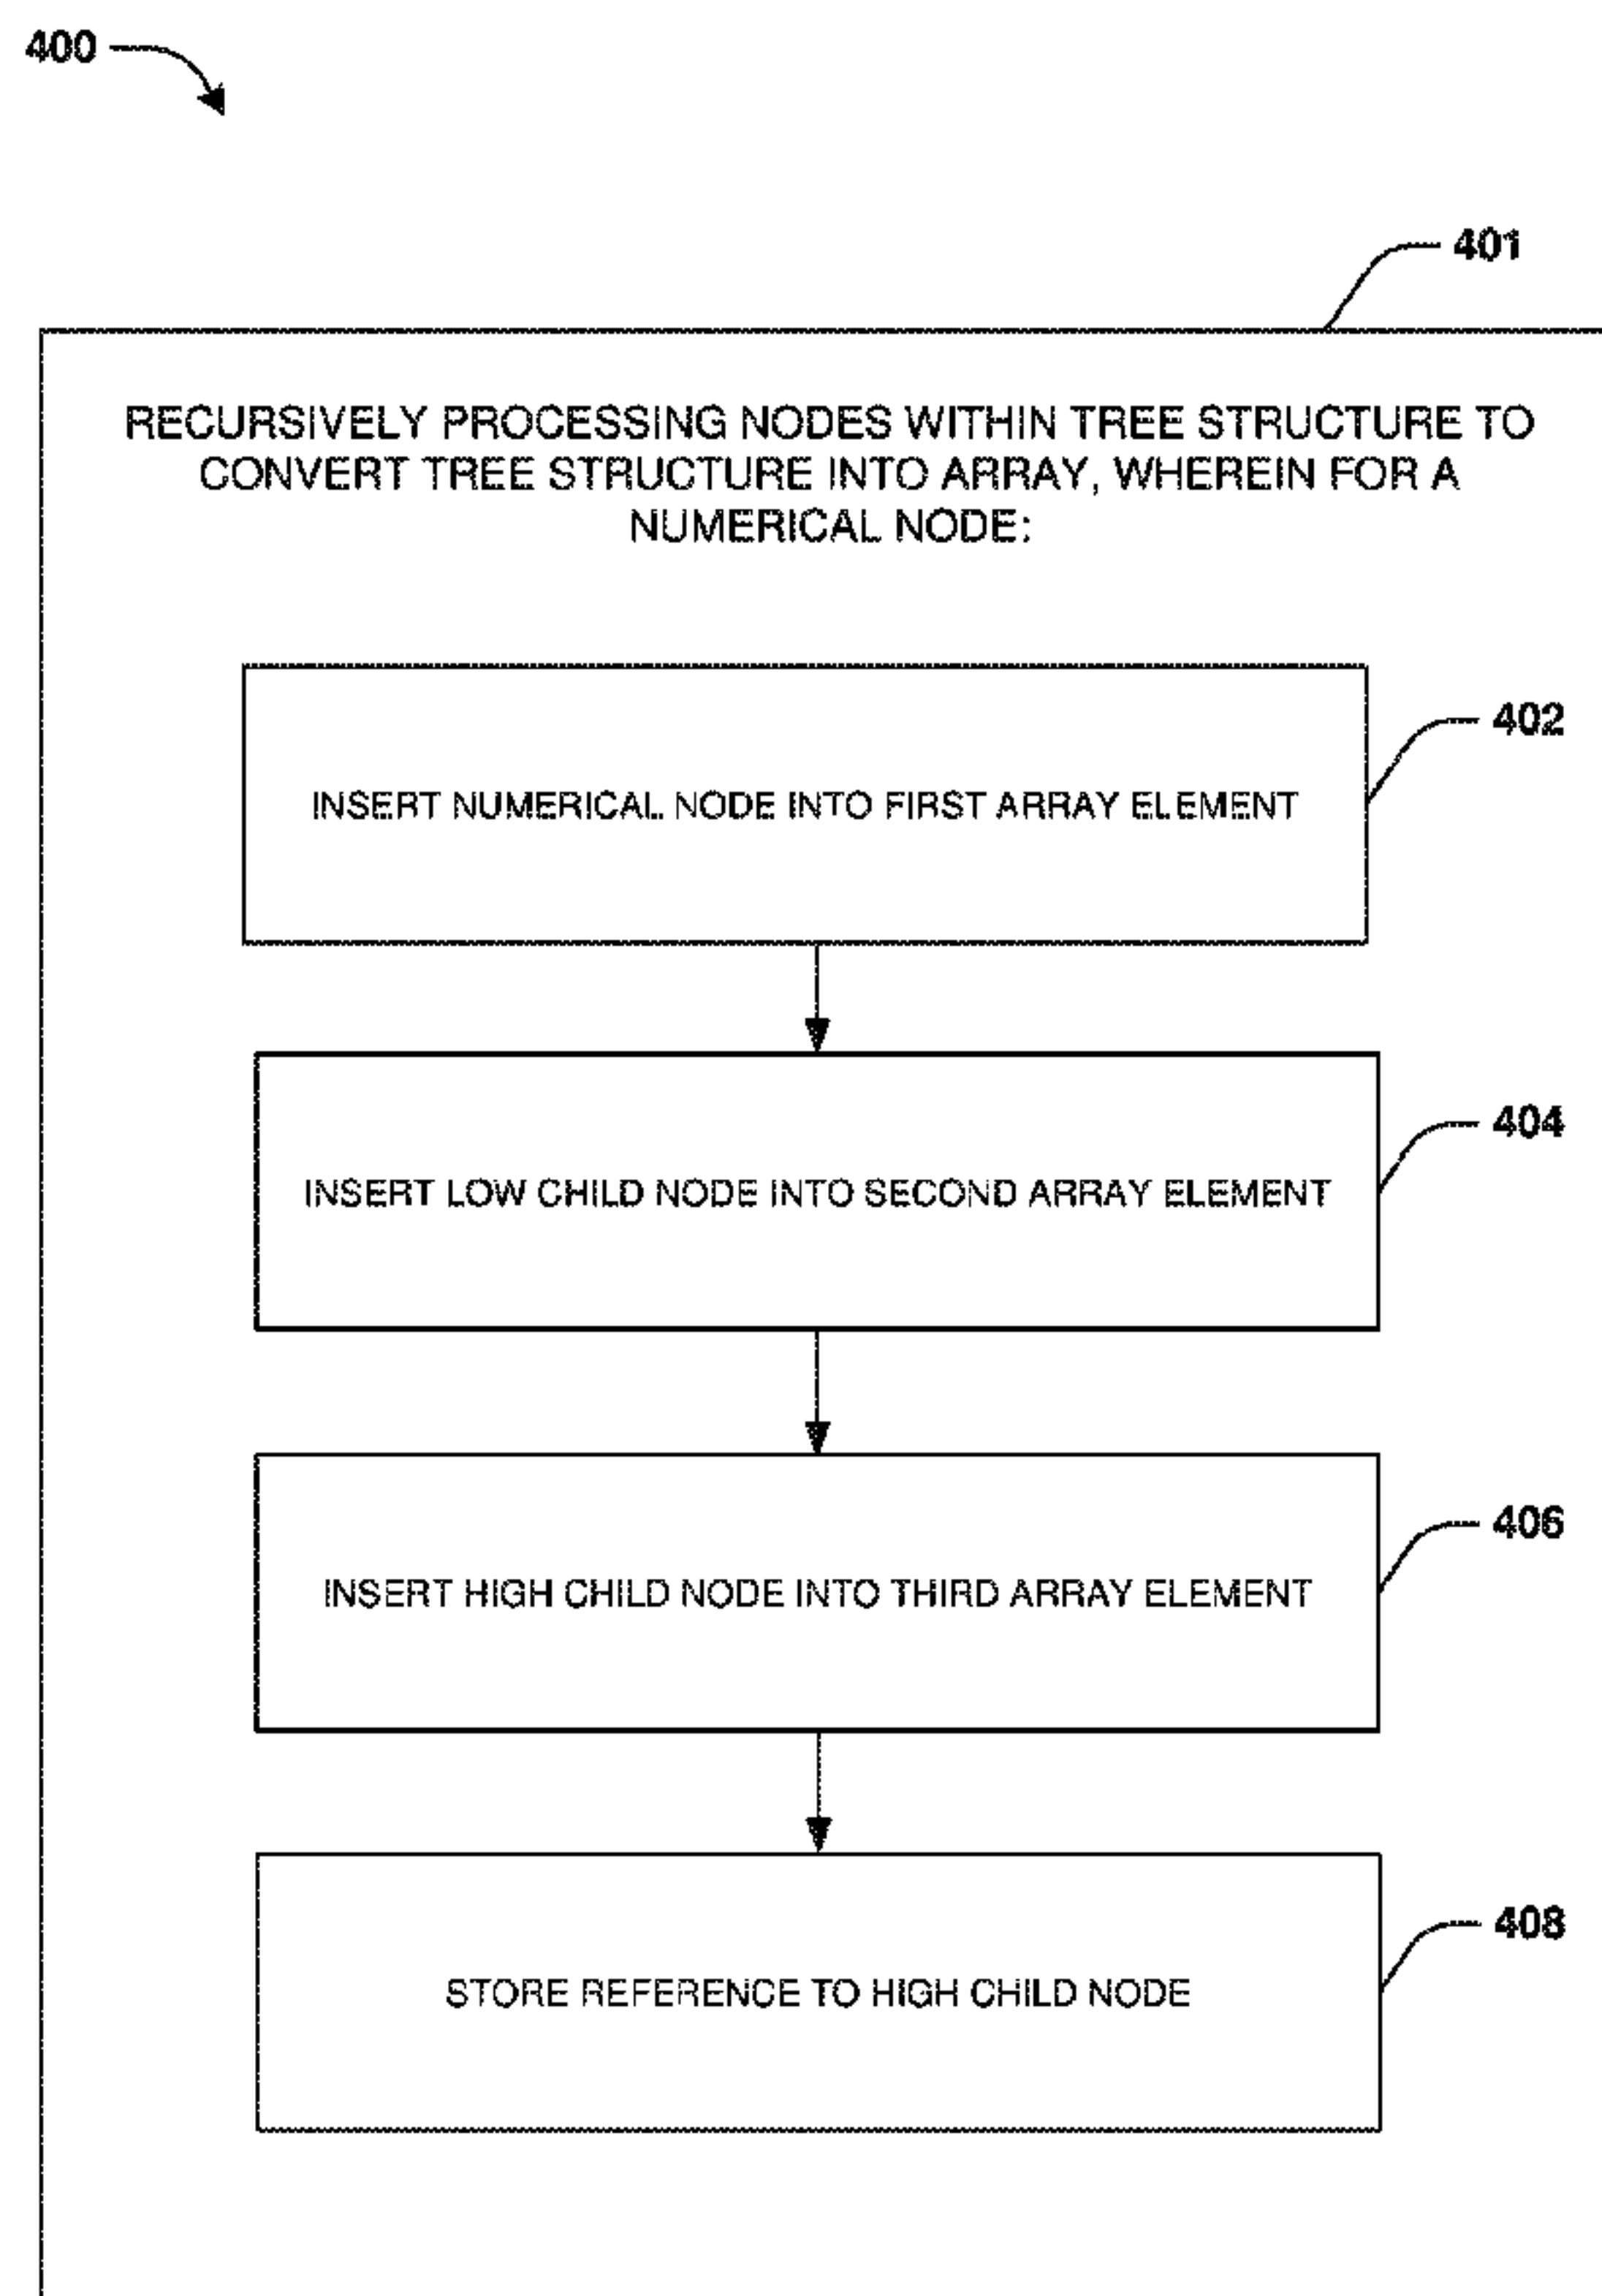 400
401
RECURSIVELY PROCESSING NODES WITHIN TREE STRUCTURE TO
CONVERT TREE STRUCTURE INTO ARRAY, WHEREIN FOR A
NUMERICAL NODE:
402
INSERT NUMERICAL NODE INTO FIRST ARRAY ELEMENT
404
INSERT LOW CHILD NODE INTO SECOND ARRAY ELEMENT
406
INSERT HIGH CHILD NODE INTO THIRD ARRAY ELEMENT
408
STORE REFERENCE TO HIGH CHILD NODE